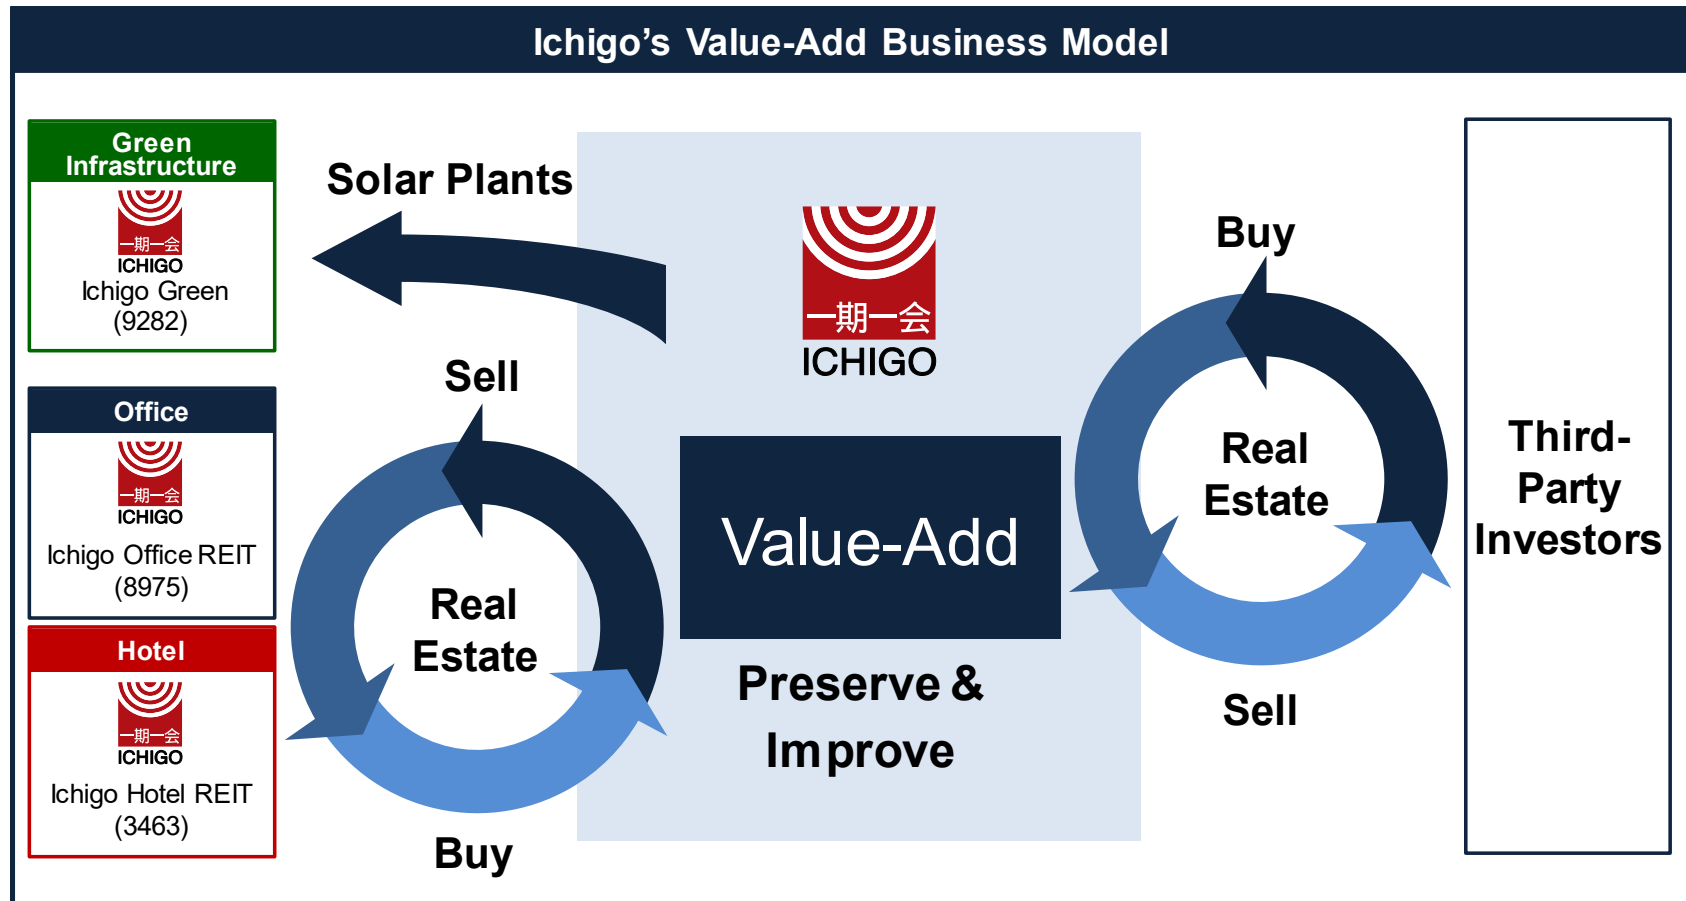 Ichigo's Value-Add Business Model
Green
Infrastructure
一期一会
ICHIGO
Ichigo Green
(9282)
Office
一期一会
ICHIGO
Ichigo Office REIT
(8975)
Hotel
一期一会
ICHIGO
Ichigo Hotel REIT
(3463)
Solar Plants
Sell
Real
Estate
Buy
一期一会
ICHIGO
Value-Add
Preserve &
Improve
Buy
Real
Estate
Sell
Third-
Party
Investors